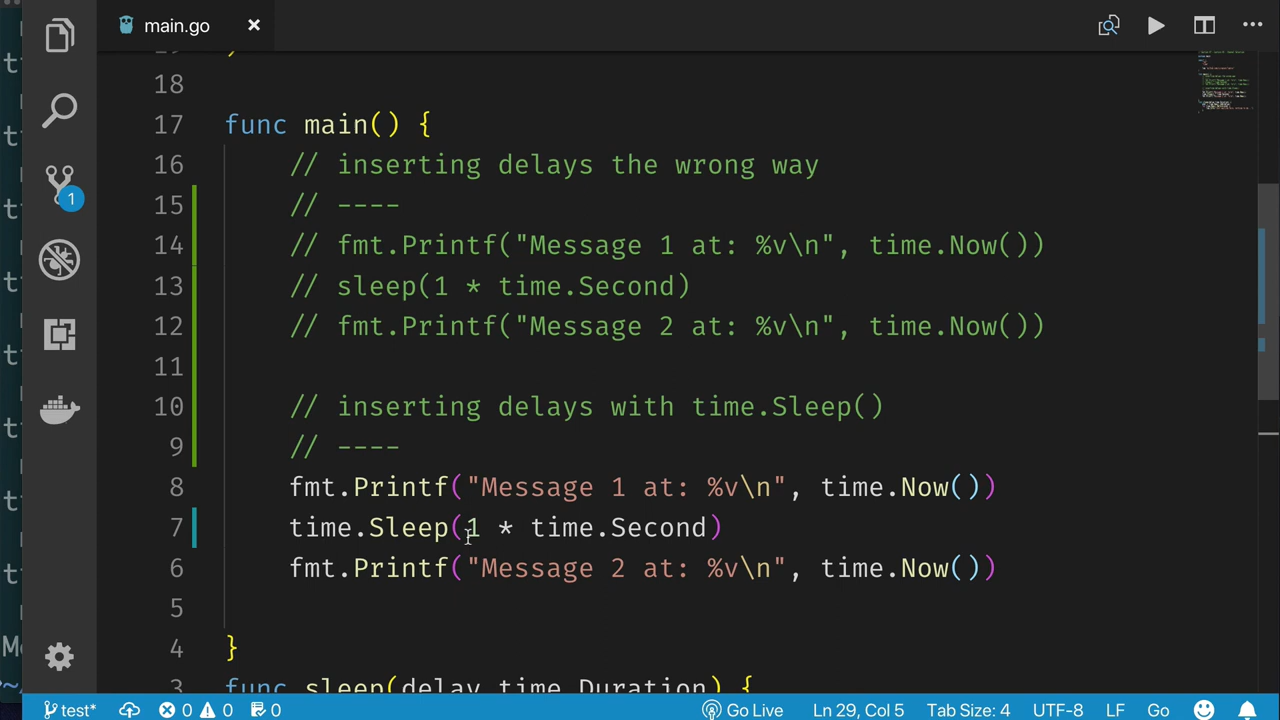 main.go
18
17 func main() {
16 // inserting delays the wrong way
15 // ----
14 // fmt.Printf("Message 1 at: %v\n", time.Now())
13 // sleep(1 * time.Second)
12 // fmt.Printf("Message 2 at: %v\n", time.Now())
11
10 // inserting delays with time.Sleep()
9 // ----
8 fmt.Printf("Message 1 at: %v\n", time.Now())
7 time.Sleep(1 * time.Second)
6 fmt.Printf("Message 2 at: %v\n", time.Now())
5
4 }
3 func sleep(delay time.Duration) {
1
test* 0 0 0 Go Live Ln 29, Col 5 Tab Size: 4 UTF-8 LF Go